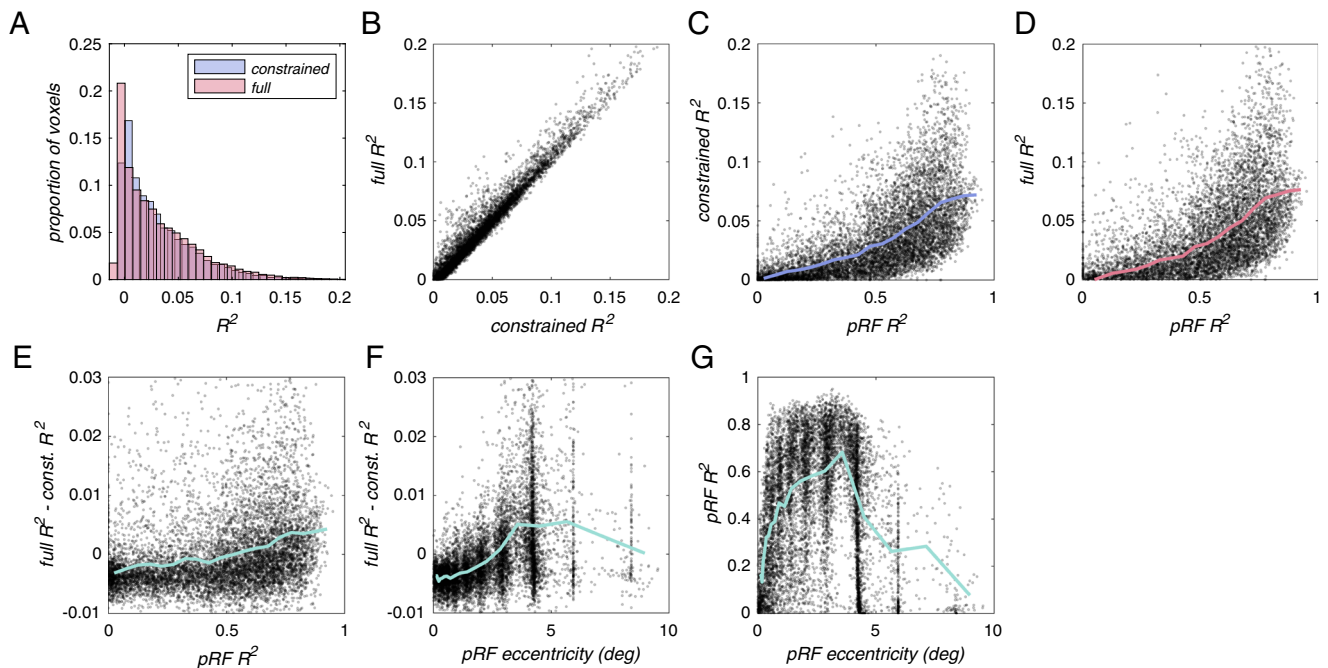 A
B
C
D
0.25
0.2
0.15
0.1
0.05
0
0
0.05
0.1
0.15
0.2
proportion of voxels
R²
constrained
full
0.2
0.15
0.1
0.05
0
0
0.05
0.1
0.15
0.2
full R²
constrained R²
0.2
0.15
0.1
0.05
0
0
0.5
1
constrained R²
pRF R²
0.2
0.15
0.1
0.05
0
0
0.5
1
full R²
pRF R²
E
F
G
0.03
0.02
0.01
0
-0.01
0
0.5
1
full R² - const. R²
pRF R²
0.03
0.02
0.01
0
-0.01
0
5
10
full R² - const. R²
pRF eccentricity (deg)
1
0.8
0.6
0.4
0.2
0
0
5
10
pRF R²
pRF eccentricity (deg)